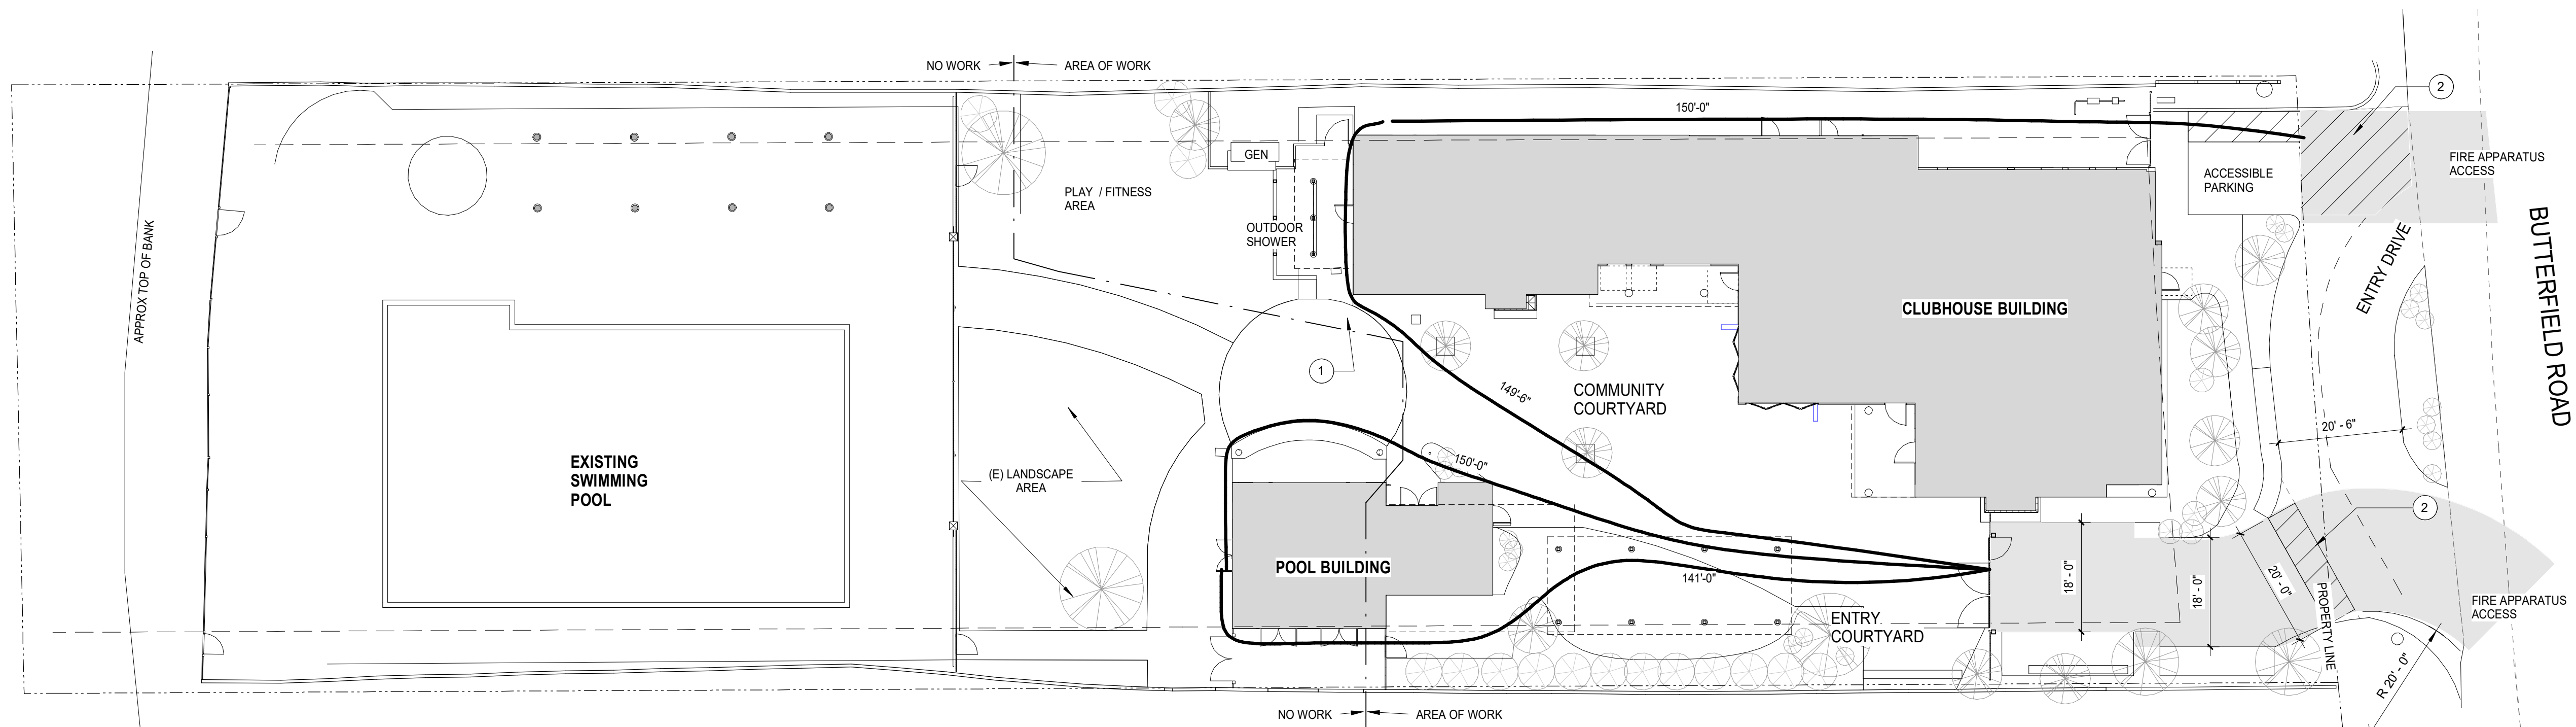 NO WORK
AREA OF WORK
2
150'-0"
GEN
FIRE APPARATUS
ACCESS
PLAY / FITNESS
AREA
ACCESSIBLE
PARKING
OUTDOOR
SHOWER
APPROX TOP OF BANK
ENTRY DRIVE
BUTTERFIELD ROAD
CLUBHOUSE BUILDING
1
149'-6"
COMMUNITY
COURTYARD
20' - 6"
EXISTING
SWIMMING
POOL
(E) LANDSCAPE
AREA
150'-0"
2
POOL BUILDING
141'-0"
18' - 0"
18' - 0"
20' - 0"
PROPERTY LINE
FIRE APPARATUS
ACCESS
ENTRY
COURTYARD
R 20' - 0"
NO WORK
AREA OF WORK